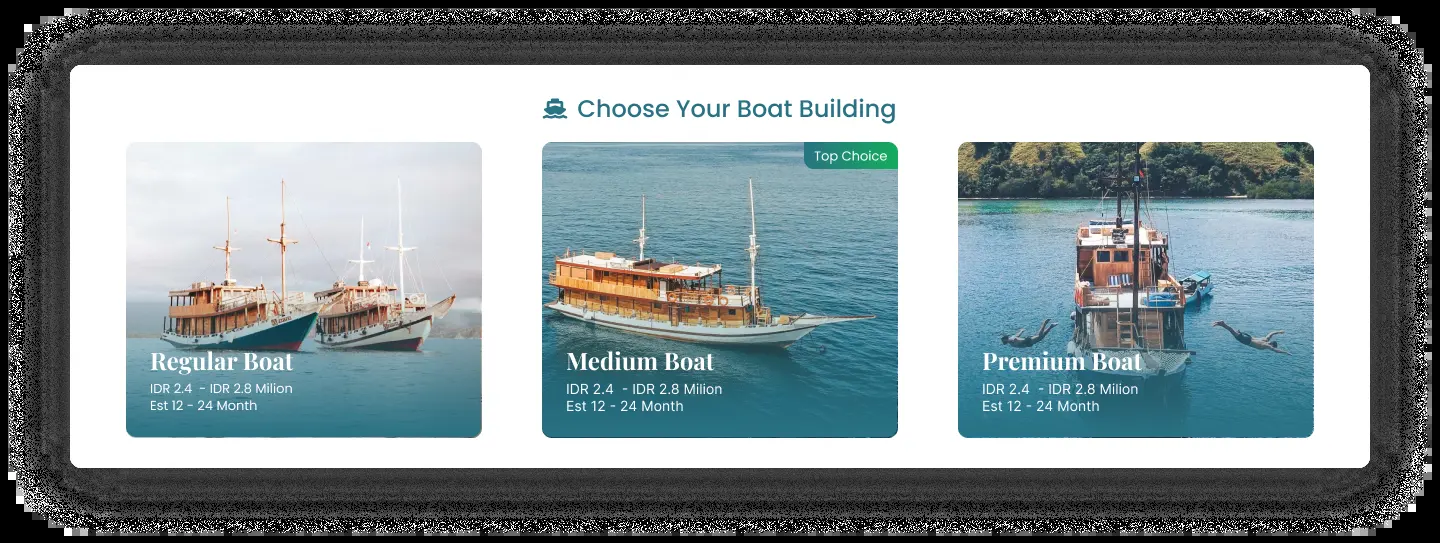 Choose Your Boat Building
Top Choice
Regular Boat
IDR 2.4 - IDR 2.8 Milion
Est 12 - 24 Month
Medium Boat
IDR 2.4 - IDR 2.8 Milion
Est 12 - 24 Month
Premium Boat
IDR 2.4 - IDR 2.8 Milion
Est 12 - 24 Month